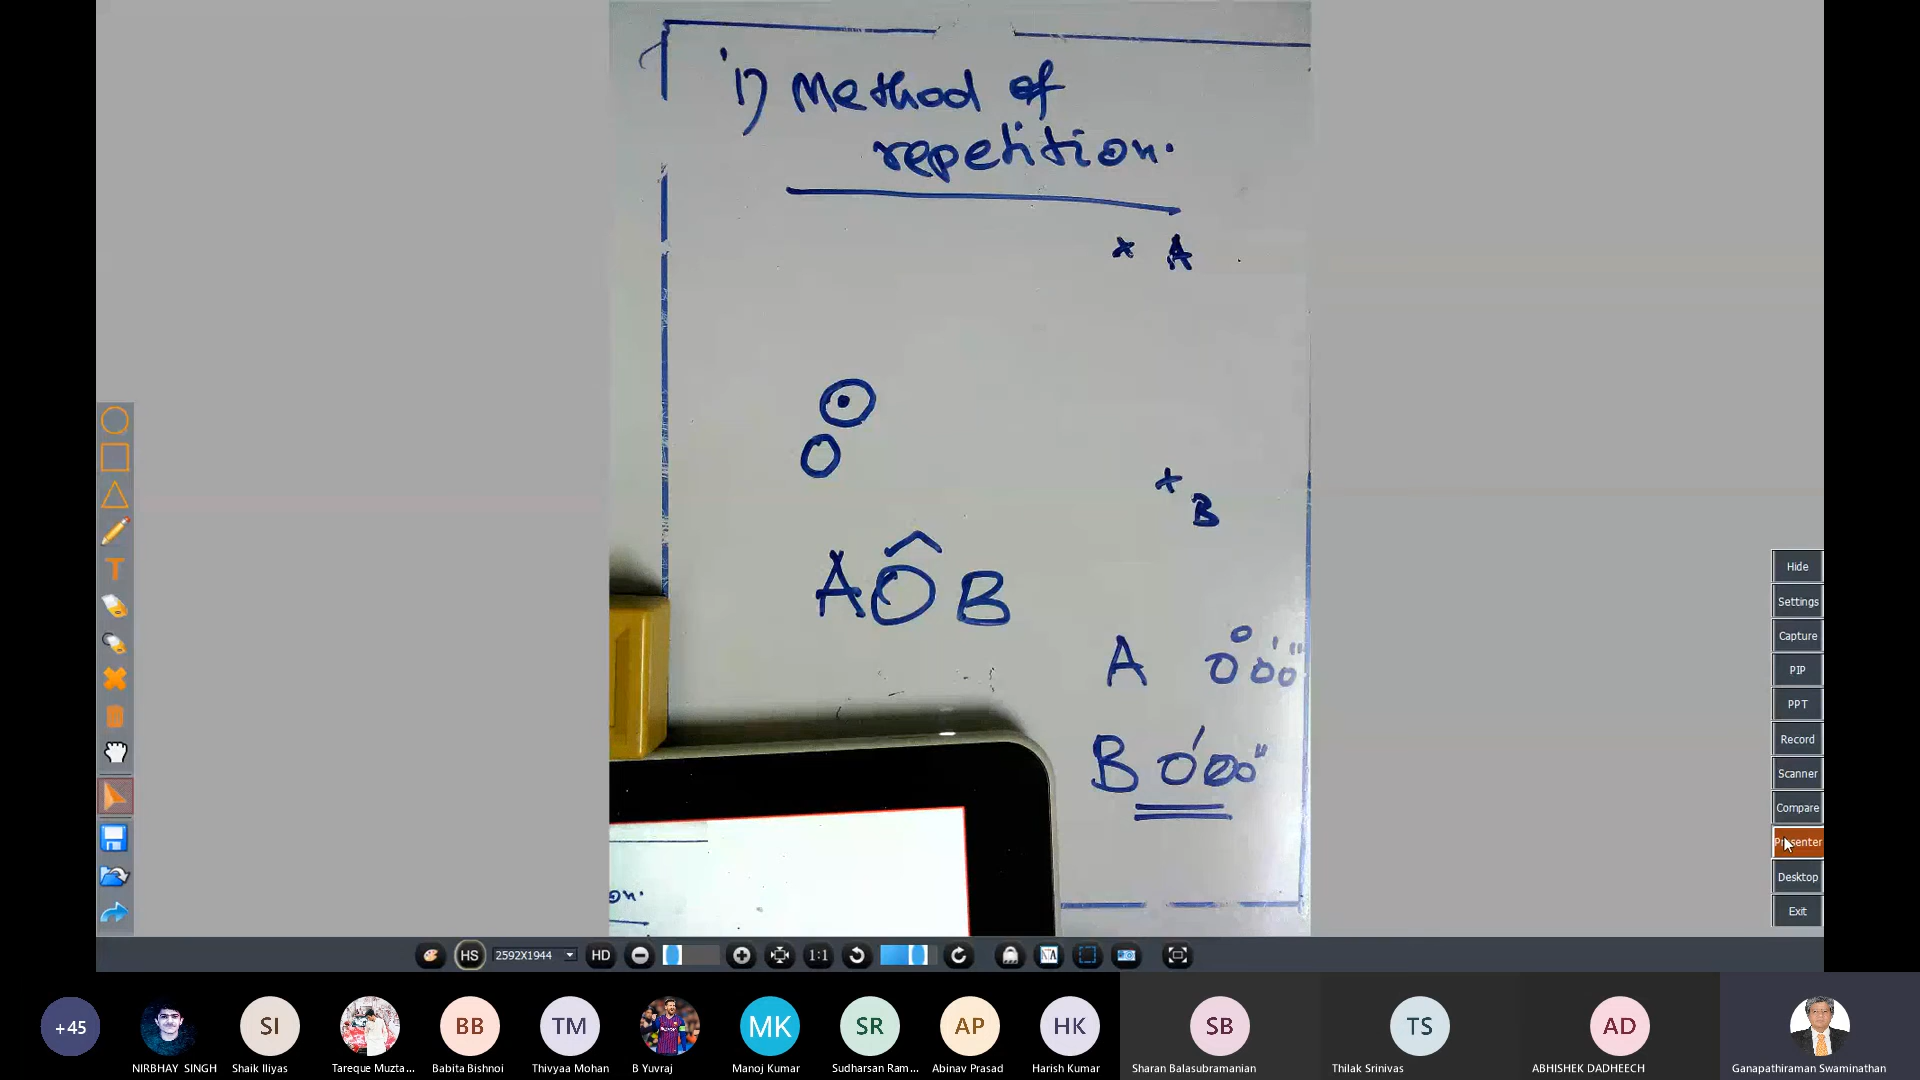 1) Method of
repetition.
x A
O
x
B
AÔB
A 0° 0' 0"
B 0' 00"
on.
Hide
Settings
Capture
PIP
PPT
Record
Scanner
Compare
Presenter
Desktop
Exit
HS 2592X1944 HD 1:1
+45 SI BB TM MK SR AP HK SB TS AD
NIRBHAY SINGH Shaik Iliyas Tareque Muzta... Babita Bishnoi Thivyaa Mohan B Yuvraj Manoj Kumar Sudharsan Ram... Abinav Prasad Harish Kumar Sharan Balasubramanian Thilak Srinivas ABHISHEK DADHEECH Ganapathiraman Swaminathan